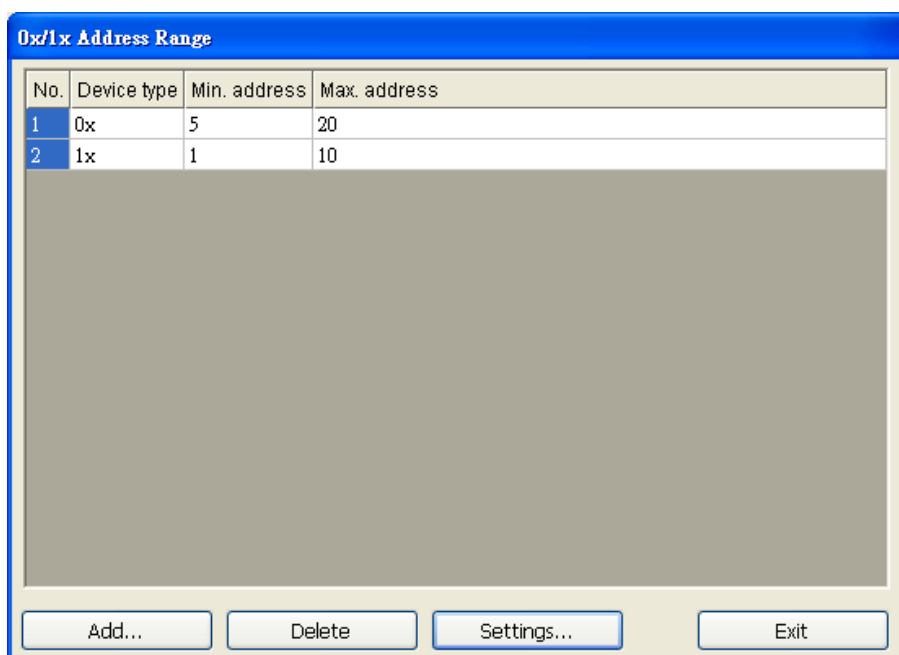 0x/1x Address Range
No. Device type Min. address Max. address
1 0x 5 20
2 1x 1 10
Add... Delete Settings... Exit